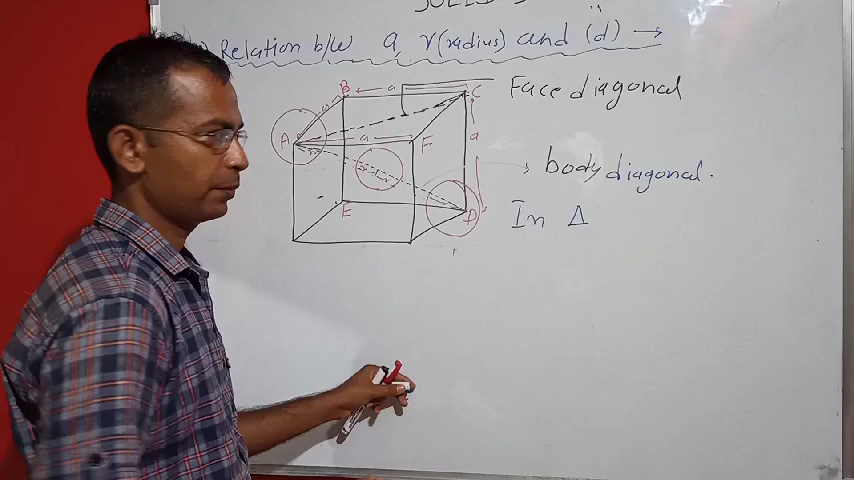 Relation b/w a, r(radius) and (d) →
Face diagonal
body diagonal.
In Δ
B a C
A a F
a
E D